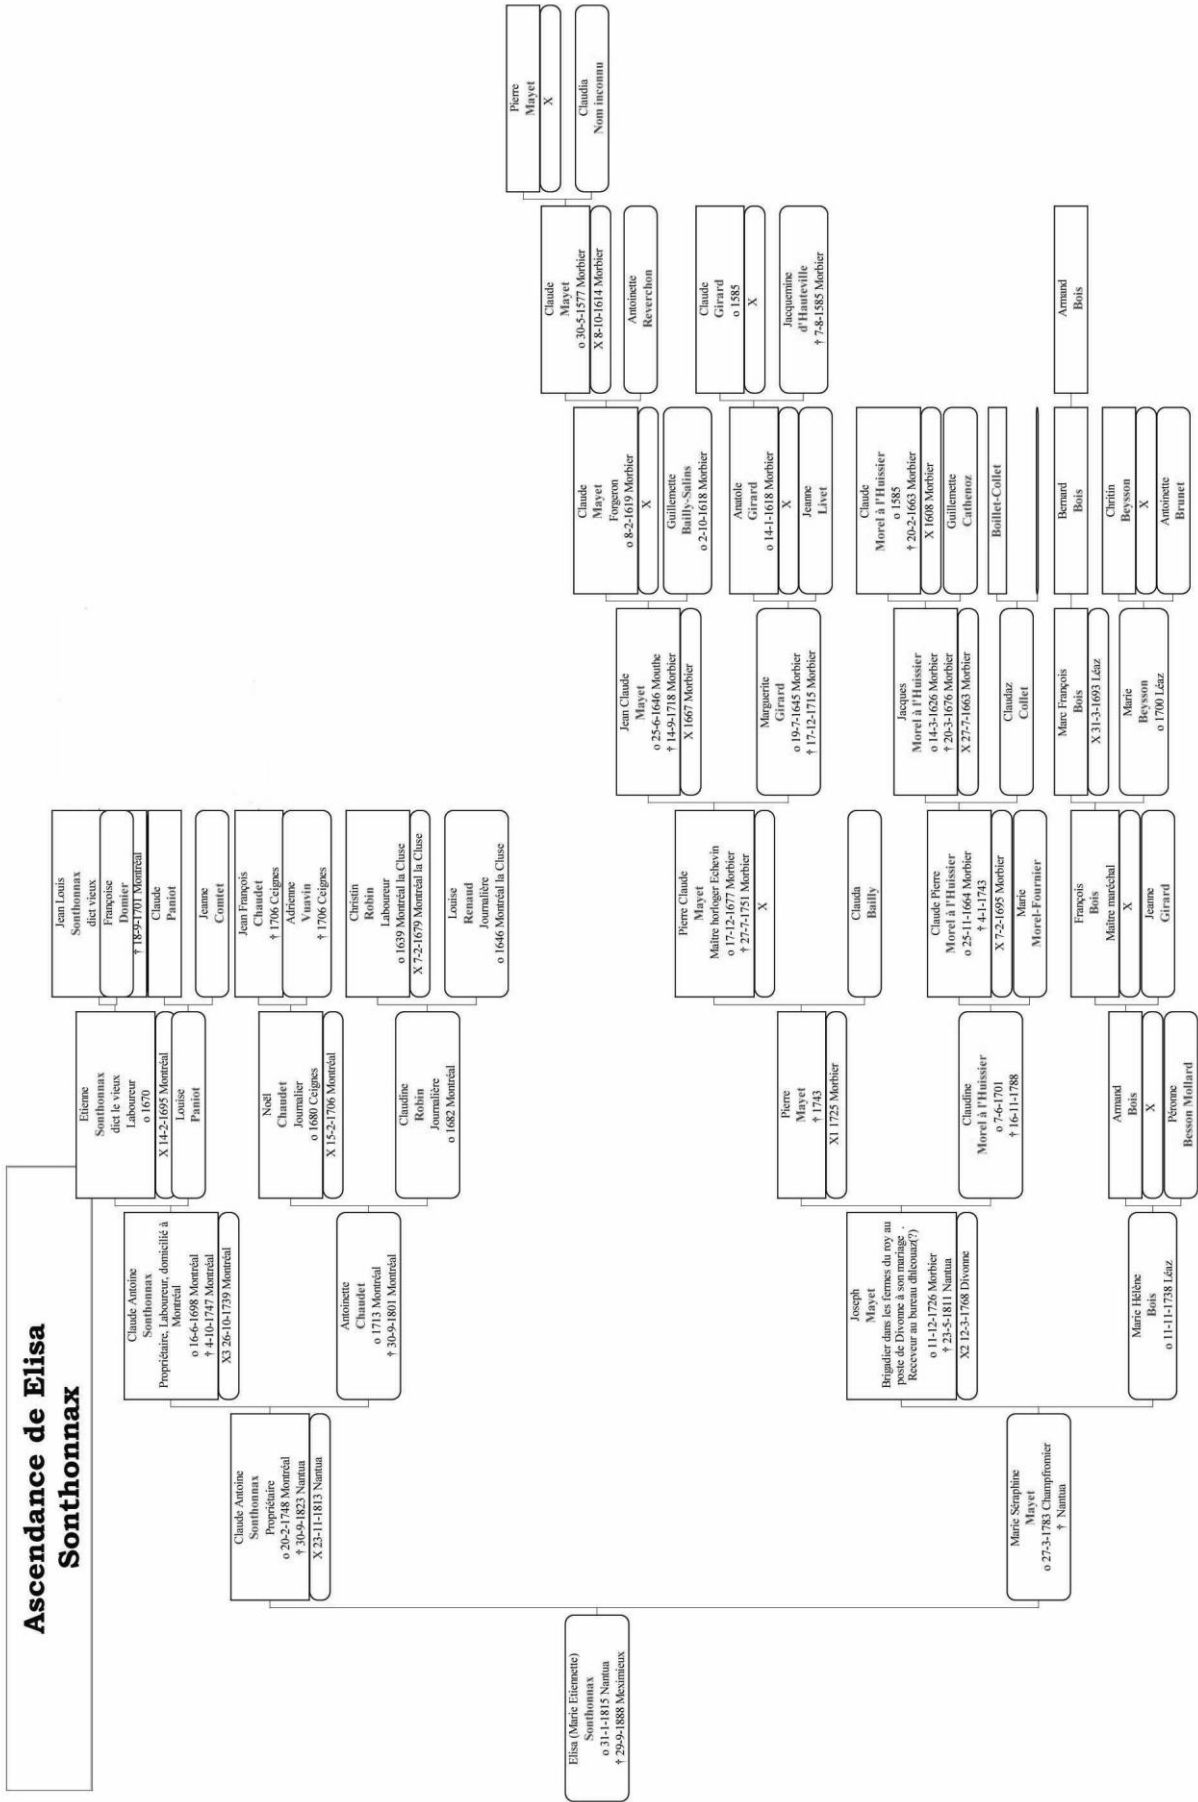 Ascendance de Elisa
Sonthonnax
Elisa (Marie Etiennette)
Sonthonnax
o 31-1-1815 Nantua
† 29-9-1888 Meximieux
Claude Antoine
Sonthonnax
Propriétaire
o 20-2-1748 Montréal
† 30-9-1823 Nantua
X 23-11-1813 Nantua
Marie Séraphine
Mayet
o 27-3-1783 Champfromier
† Nantua
Claude Antoine
Sonthonnax
Propriétaire, Laboureur, domicilié à
Montréal
o 16-6-1698 Montréal
† 4-10-1747 Montréal
X3 26-10-1739 Montréal
Antoinette
Chaudet
o 1713 Montréal
† 30-9-1801 Montréal
Joseph
Mayet
Brigadier dans les fermes du roy au
poste de Divonne à son mariage .
Receveur au bureau dhleouaz(?)
o 11-12-1726 Morbier
† 23-5-1811 Nantua
X2 12-3-1768 Divonne
Marie Hélène
Bois
o 11-11-1738 Léaz
Etienne
Sonthonnax
dict le vieux
Laboureur
o 1670
X 14-2-1695 Montréal
Louise
Paniot
Noël
Chaudet
Journalier
o 1680 Ceignes
X 15-2-1706 Montréal
Claudine
Robin
Journalière
o 1682 Montréal
Pierre
Mayet
† 1743
X1 1725 Morbier
Claudine
Morel à l'Huissier
o 7-6-1701
† 16-11-1788
Armand
Bois
X
Péronne
Besson Mollard
Jean Louis
Sonthonnax
dict vieux
Françoise
Domier
† 18-9-1701 Montréal
Claude
Paniot
Jeanne
Comtet
Jean François
Chaudet
† 1706 Ceignes
Adrienne
Vuavin
† 1706 Ceignes
Christin
Robin
Laboureur
o 1639 Montréal la Cluse
X 7-2-1679 Montréal la Cluse
Louise
Renaud
Journalière
o 1646 Montréal la Cluse
Pierre Claude
Mayet
Maître horloger Echevin
o 17-12-1677 Morbier
† 27-7-1751 Morbier
X
Clauda
Bailly
Claude Pierre
Morel à l'Huissier
o 25-11-1664 Morbier
† 4-1-1743
X 7-2-1695 Morbier
Marie
Morel-Fournier
François
Bois
Maître maréchal
X
Jeanne
Girard
Jean Claude
Mayet
o 25-6-1646 Mouthe
† 14-9-1718 Morbier
X 1667 Morbier
Marguerite
Girard
o 19-7-1645 Morbier
† 17-12-1715 Morbier
Jacques
Morel à l'Huissier
o 14-3-1626 Morbier
† 20-3-1676 Morbier
X 27-7-1663 Morbier
Claudaz
Collet
Marc François
Bois
X 31-3-1693 Léaz
Marie
Beysson
o 1700 Léaz
Claude
Mayet
Forgeron
o 8-2-1619 Morbier
X
Guillemette
Bailly-Salins
o 2-10-1618 Morbier
Anatole
Girard
o 14-1-1618 Morbier
X
Jeanne
Livet
Claude
Morel à l'Huissier
o 1585
† 20-2-1663 Morbier
X 1608 Morbier
Guillemette
Cathenoz
Boillet-Collet
Bernard
Bois
Chritin
Beysson
X
Antoinette
Brunet
Claude
Mayet
o 30-5-1577 Morbier
X 8-10-1614 Morbier
Antoinette
Reverchon
Claude
Girard
o 1585
X
Jacquemine
d'Hauteville
† 7-8-1585 Morbier
Armand
Bois
Pierre
Mayet
X
Claudia
Nom inconnu